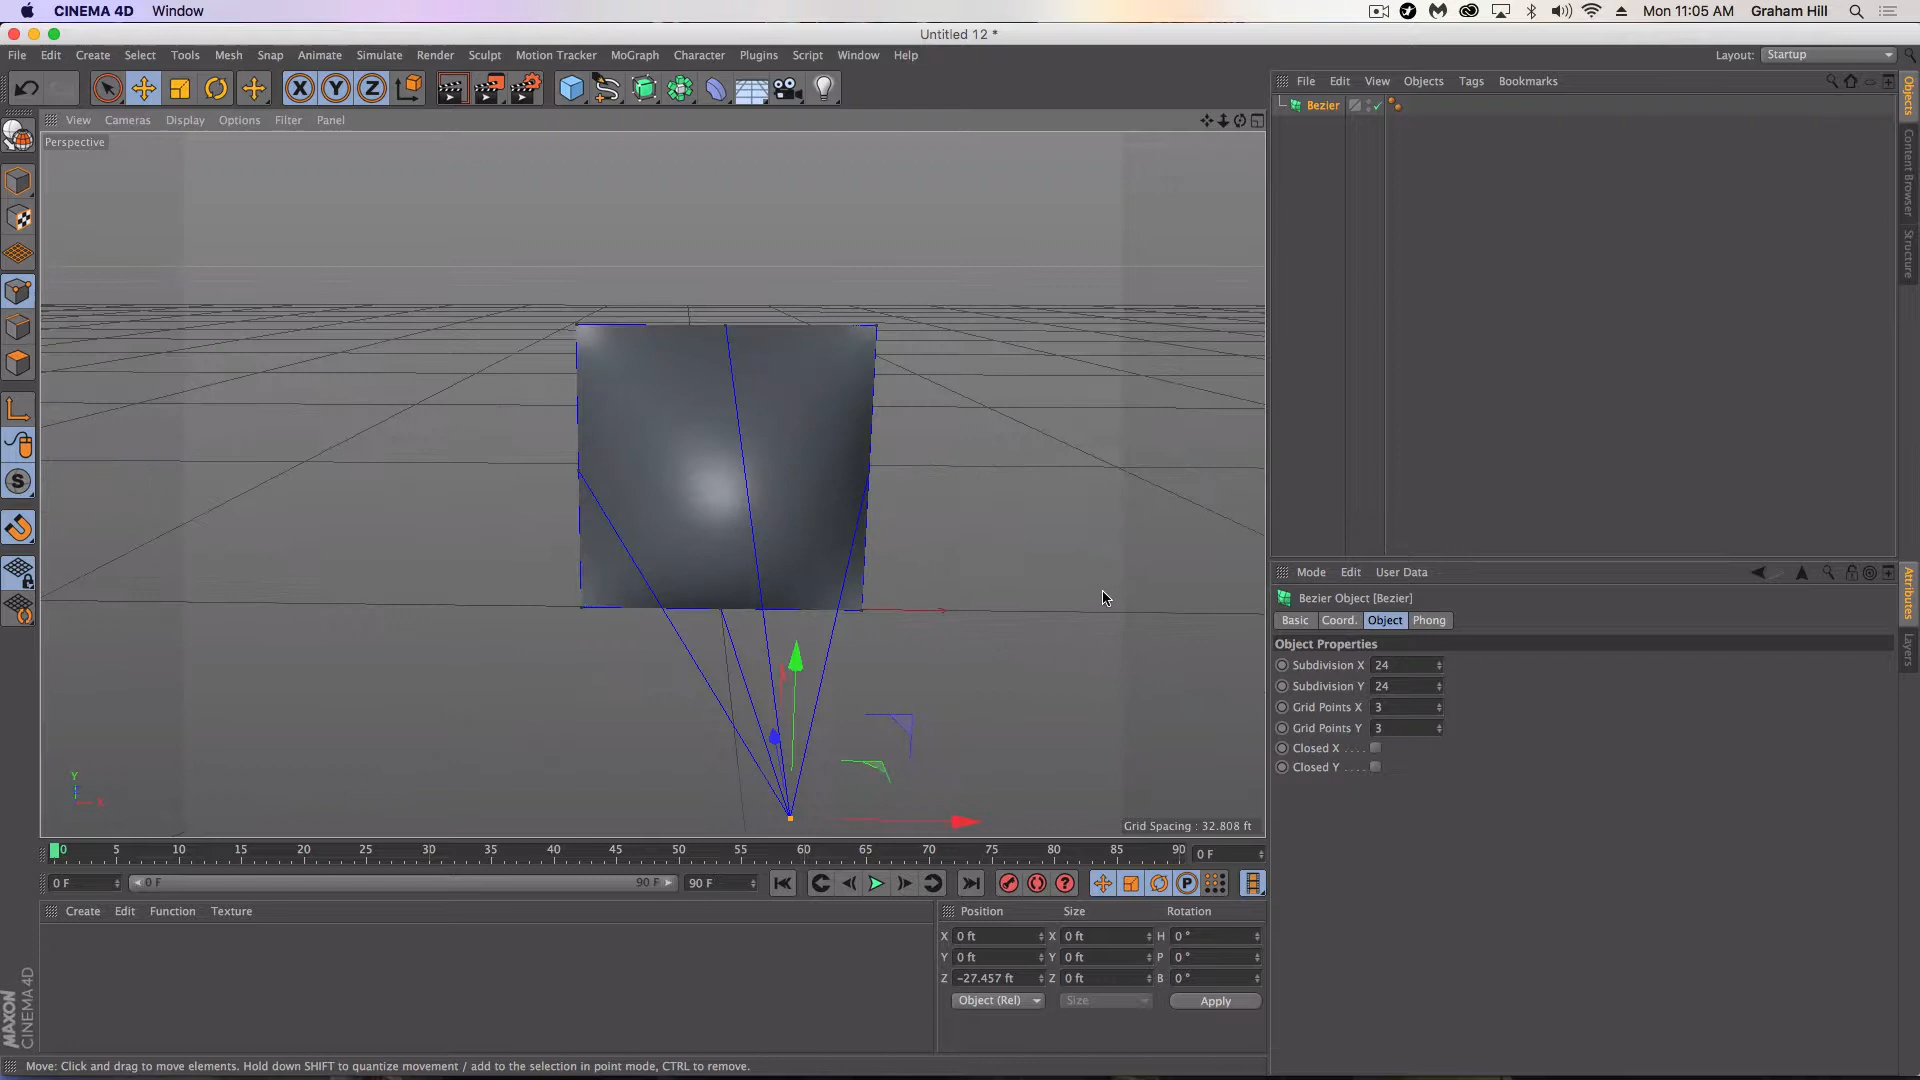 CINEMA 4D Window Mon 11:05 AM Graham Hill
Untitled 12 *
File Edit Create Select Tools Mesh Snap Animate Simulate Render Sculpt Motion Tracker MoGraph Character Plugins Script Window Help Layout: Startup
X Y Z
File Edit View Objects Tags Bookmarks
Objects
Content Browser
Structure
Bezier
View Cameras Display Options Filter Panel
Perspective
S
Y
X
Grid Spacing : 32.808 ft
Mode Edit User Data
Attributes
Layers
Bezier Object [Bezier]
Basic Coord. Object Phong
Object Properties
Subdivision X 24
Subdivision Y 24
Grid Points X 3
Grid Points Y 3
Closed X . . . .
Closed Y . . . .
0 5 10 15 20 25 30 35 40 45 50 55 60 65 70 75 80 85 90 0 F
0 F 0 F 90 F 90 F ? P
Create Edit Function Texture
Position Size Rotation
X 0 ft X 0 ft H 0 °
Y 0 ft Y 0 ft P 0 °
Z -27.457 ft Z 0 ft B 0 °
Object (Rel) Size Apply
MAXON
CINEMA 4D
Move: Click and drag to move elements. Hold down SHIFT to quantize movement / add to the selection in point mode, CTRL to remove.